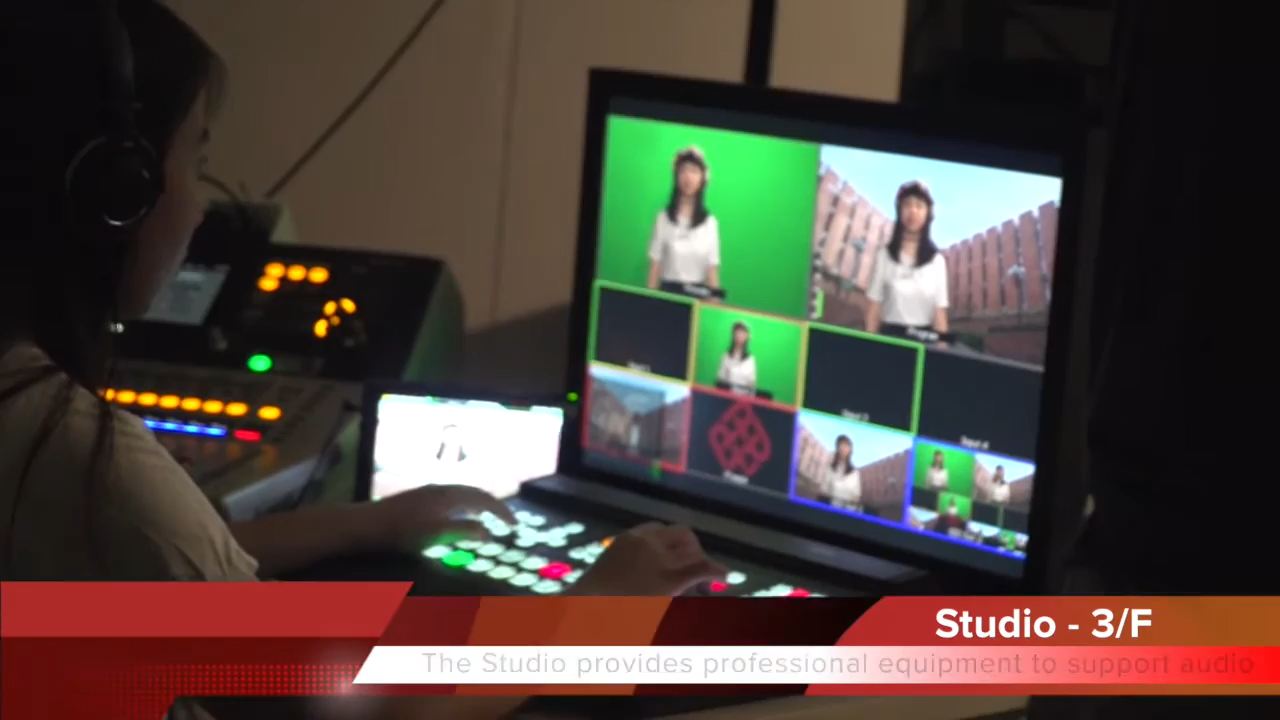 Studio - 3/F
The Studio provides professional equipment to support audio